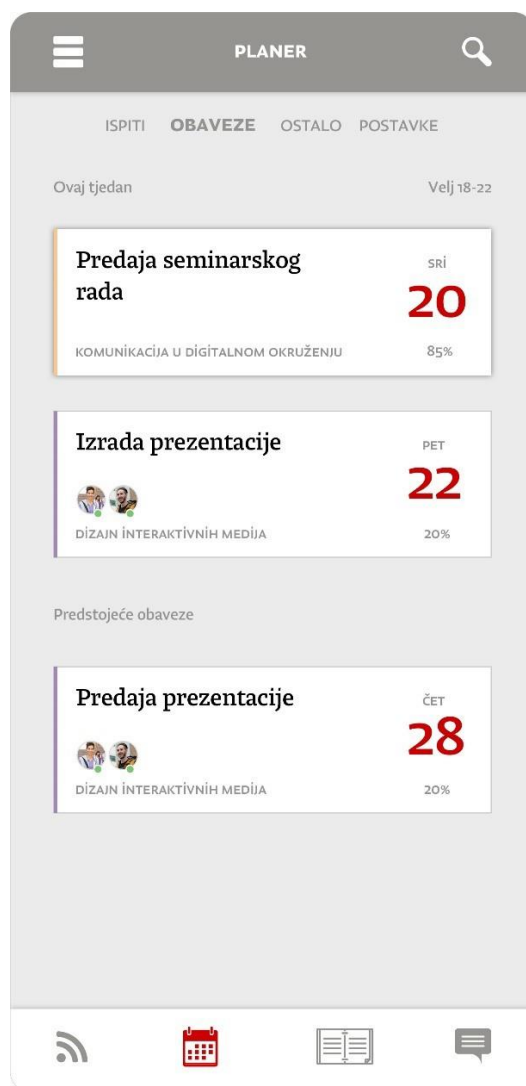 PLANER
ISPITI OBAVEZE OSTALO POSTAVKE
Ovaj tjedan Velj 18-22
Predaja seminarskog
rada
SRI
20
KOMUNIKACIJA U DIGITALNOM OKRUŽENJU 85%
Izrada prezentacije
PET
22
DIZAJN INTERAKTIVNIH MEDIJA 20%
Predstojeće obaveze
Predaja prezentacije
ČET
28
DIZAJN INTERAKTIVNIH MEDIJA 20%